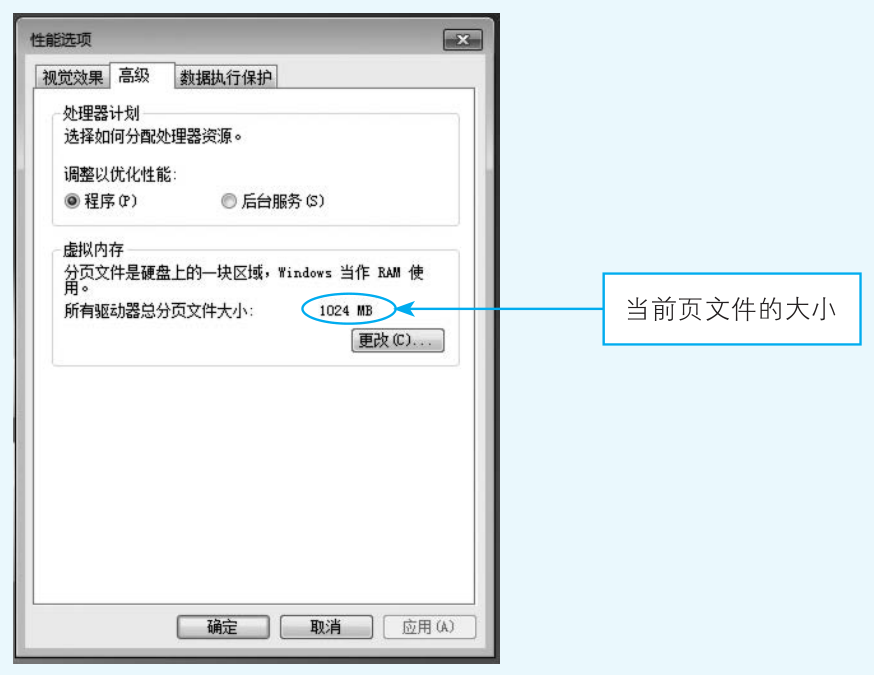 性能选项
视觉效果 高级 数据执行保护
处理器计划
选择如何分配处理器资源。
调整以优化性能:
程序(P) 后台服务(S)
虚拟内存
分页文件是硬盘上的一块区域，Windows 当作 RAM 使
用。
所有驱动器总分页文件大小: 1024 MB
当前页文件的大小
更改(C)...
确定 取消 应用(A)